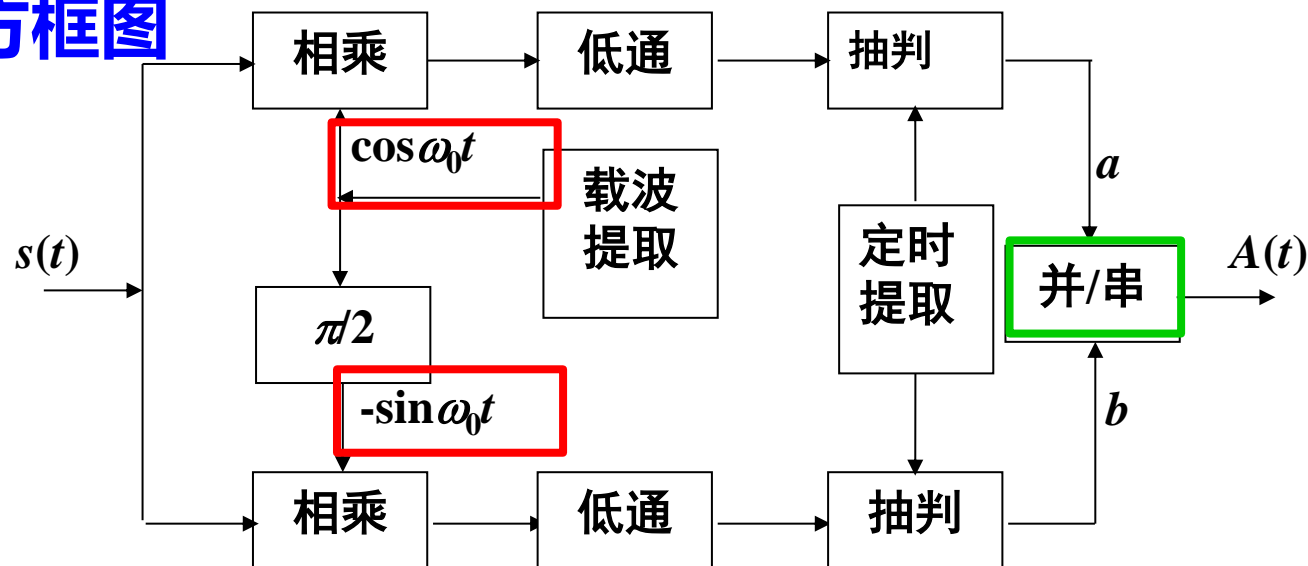 方框图
相乘
低通
抽判
cosω₀t
载波
提取
a
s(t)
定时
提取
并/串
A(t)
π/2
-sinω₀t
b
相乘
低通
抽判